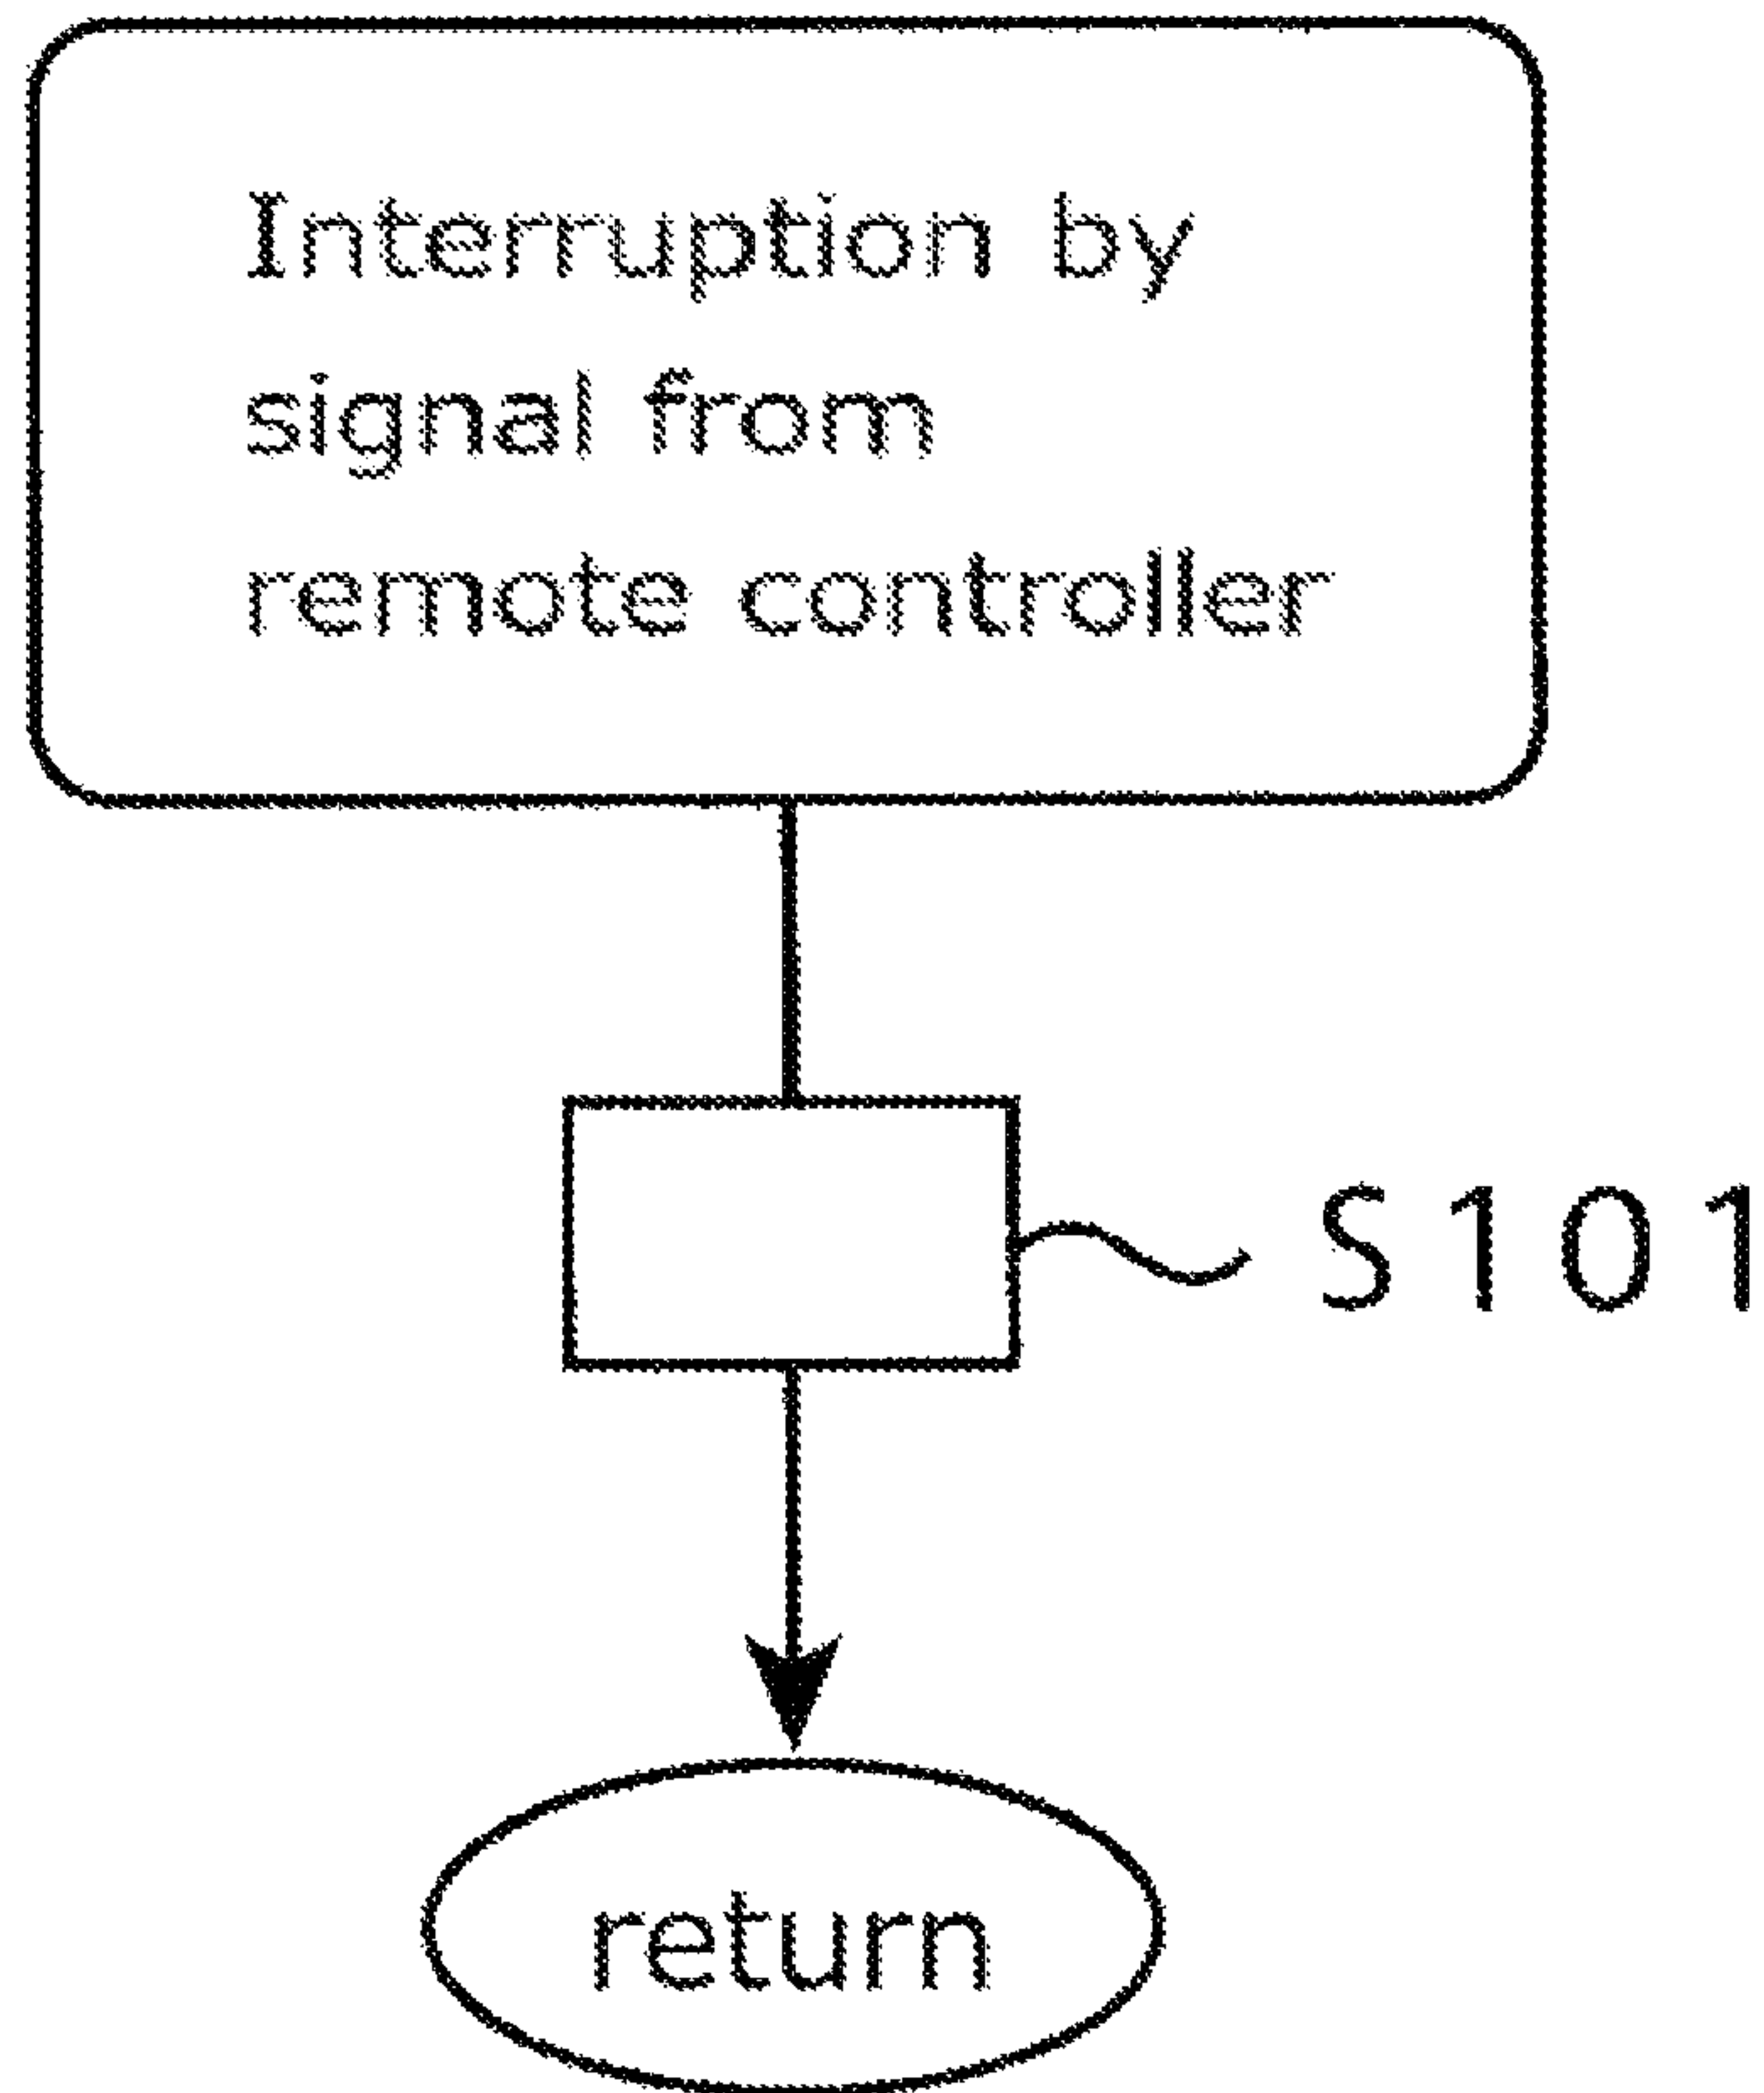 Interruption by
signal from
remote controller
S101
return